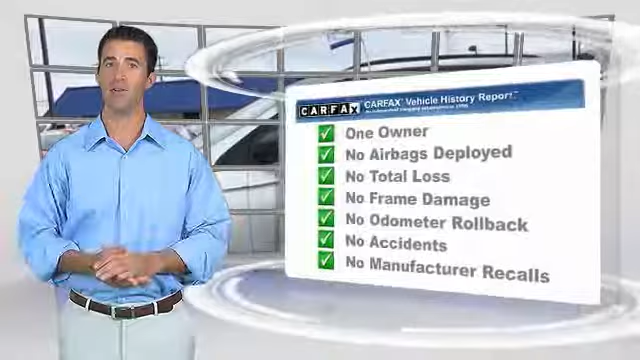 CARFAX CARFAX™ Vehicle History Report™
One Owner
No Airbags Deployed
No Total Loss
No Frame Damage
No Odometer Rollback
No Accidents
No Manufacturer Recalls